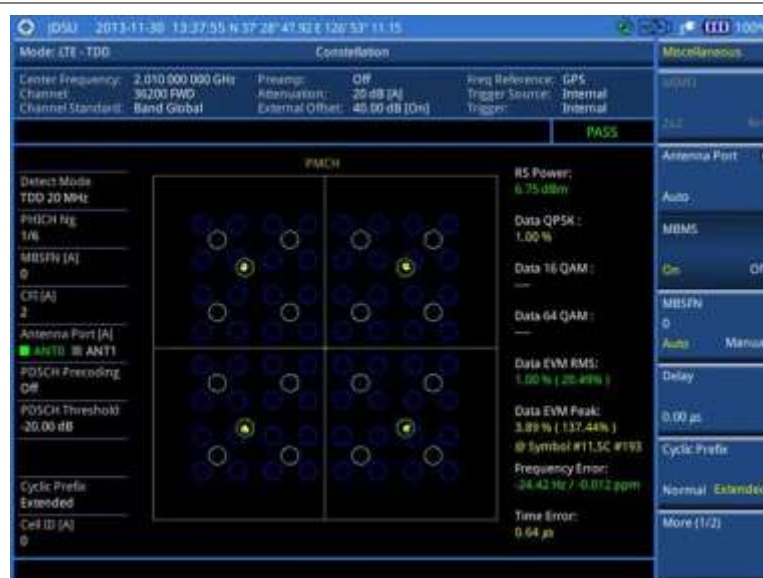 JDSU 2013-11-30 13:37:55 N 37° 28' 47.92 E 126° 53' 11.15 100%
Mode: LTE - TDD Constellation
Miscellaneous
Center Frequency: 2.010 000 000 GHz Preamp: Off Freq Reference: GPS
Channel: 36200 FWD Attenuation: 20 dB [A] Trigger Source: Internal
Channel Standard: Band Global External Offset: 40.00 dB [On] Trigger: Internal
PASS
PMCH
Detect Mode
TDD 20 MHz
PHICH Ng
1/6
MBSFN [A]
0
CFI [A]
2
Antenna Port [A]
ANT0 ANT1
PDSCH Precoding
Off
PDSCH Threshold
-20.00 dB
Cyclic Prefix
Extended
Cell ID [A]
0
RS Power:
6.75 dBm
Data QPSK :
1.00 %
Data 16 QAM :
---
Data 64 QAM :
---
Data EVM RMS:
1.00 % ( 20.49% )
Data EVM Peak:
3.89 % ( 137.44% )
@ Symbol #11,SC #193
Frequency Error:
-24.42 Hz / -0.012 ppm
Time Error:
0.64 µs
MIMO
2x2
Antenna Port
Auto
MBMS
On Of
MBSFN
0
Auto Manua
Delay
0.00 µs
Cyclic Prefix
Normal Extended
More (1/2)